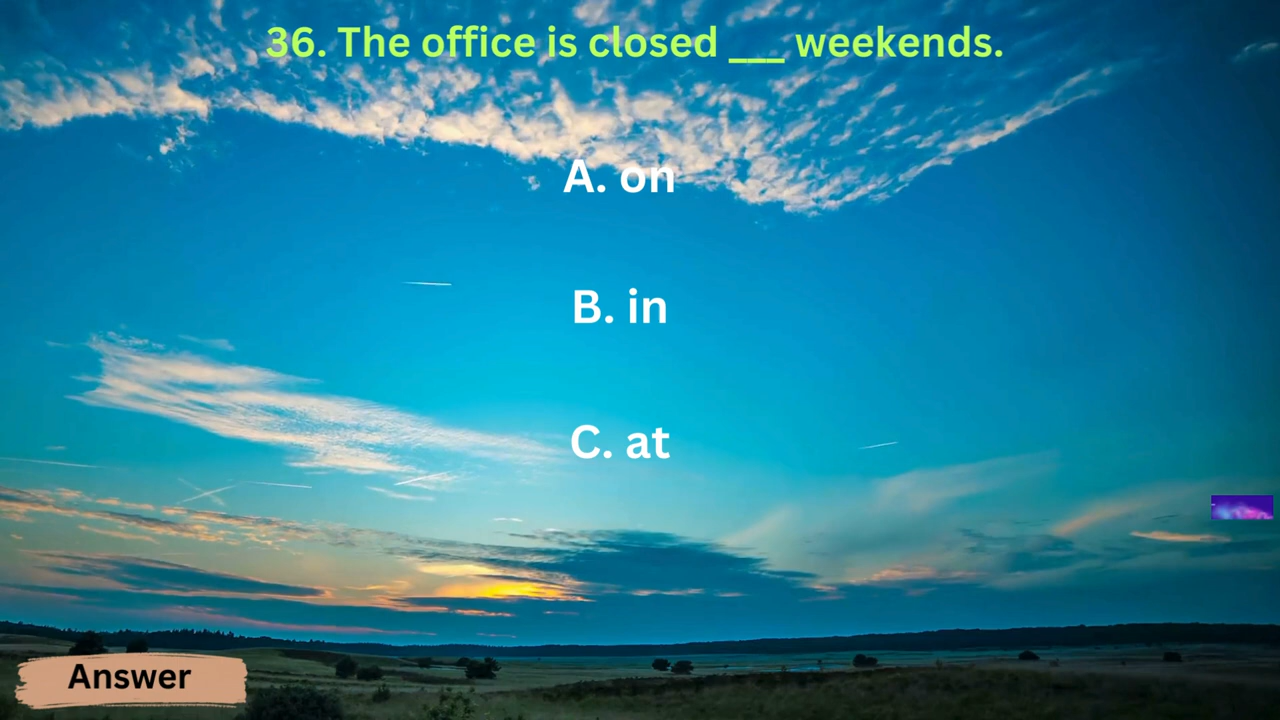 36. The office is closed ___ weekends.
A. on
B. in
C. at
Answer